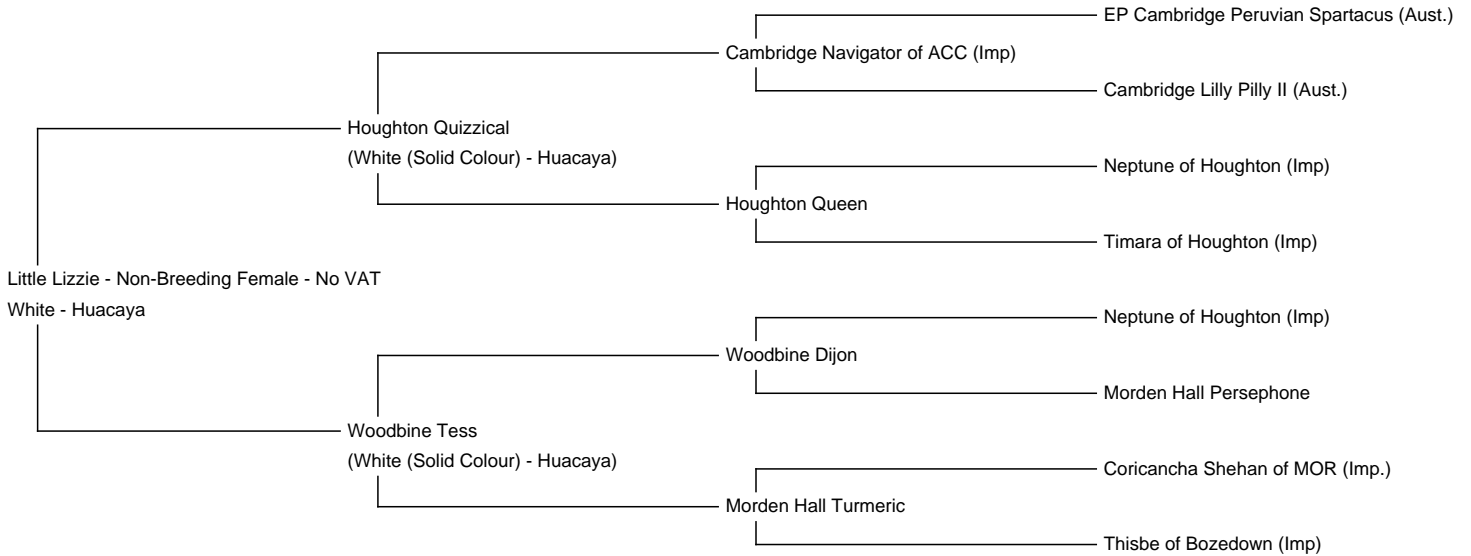 EP Cambridge Peruvian Spartacus (Aust.)
Cambridge Navigator of ACC (Imp)
Cambridge Lilly Pilly II (Aust.)
Houghton Quizzical
(White (Solid Colour) - Huacaya)
Neptune of Houghton (Imp)
Houghton Queen
Timara of Houghton (Imp)
Little Lizzie - Non-Breeding Female - No VAT
White - Huacaya
Neptune of Houghton (Imp)
Woodbine Dijon
Morden Hall Persephone
Woodbine Tess
(White (Solid Colour) - Huacaya)
Coricancha Shehan of MOR (Imp.)
Morden Hall Turmeric
Thisbe of Bozedown (Imp)